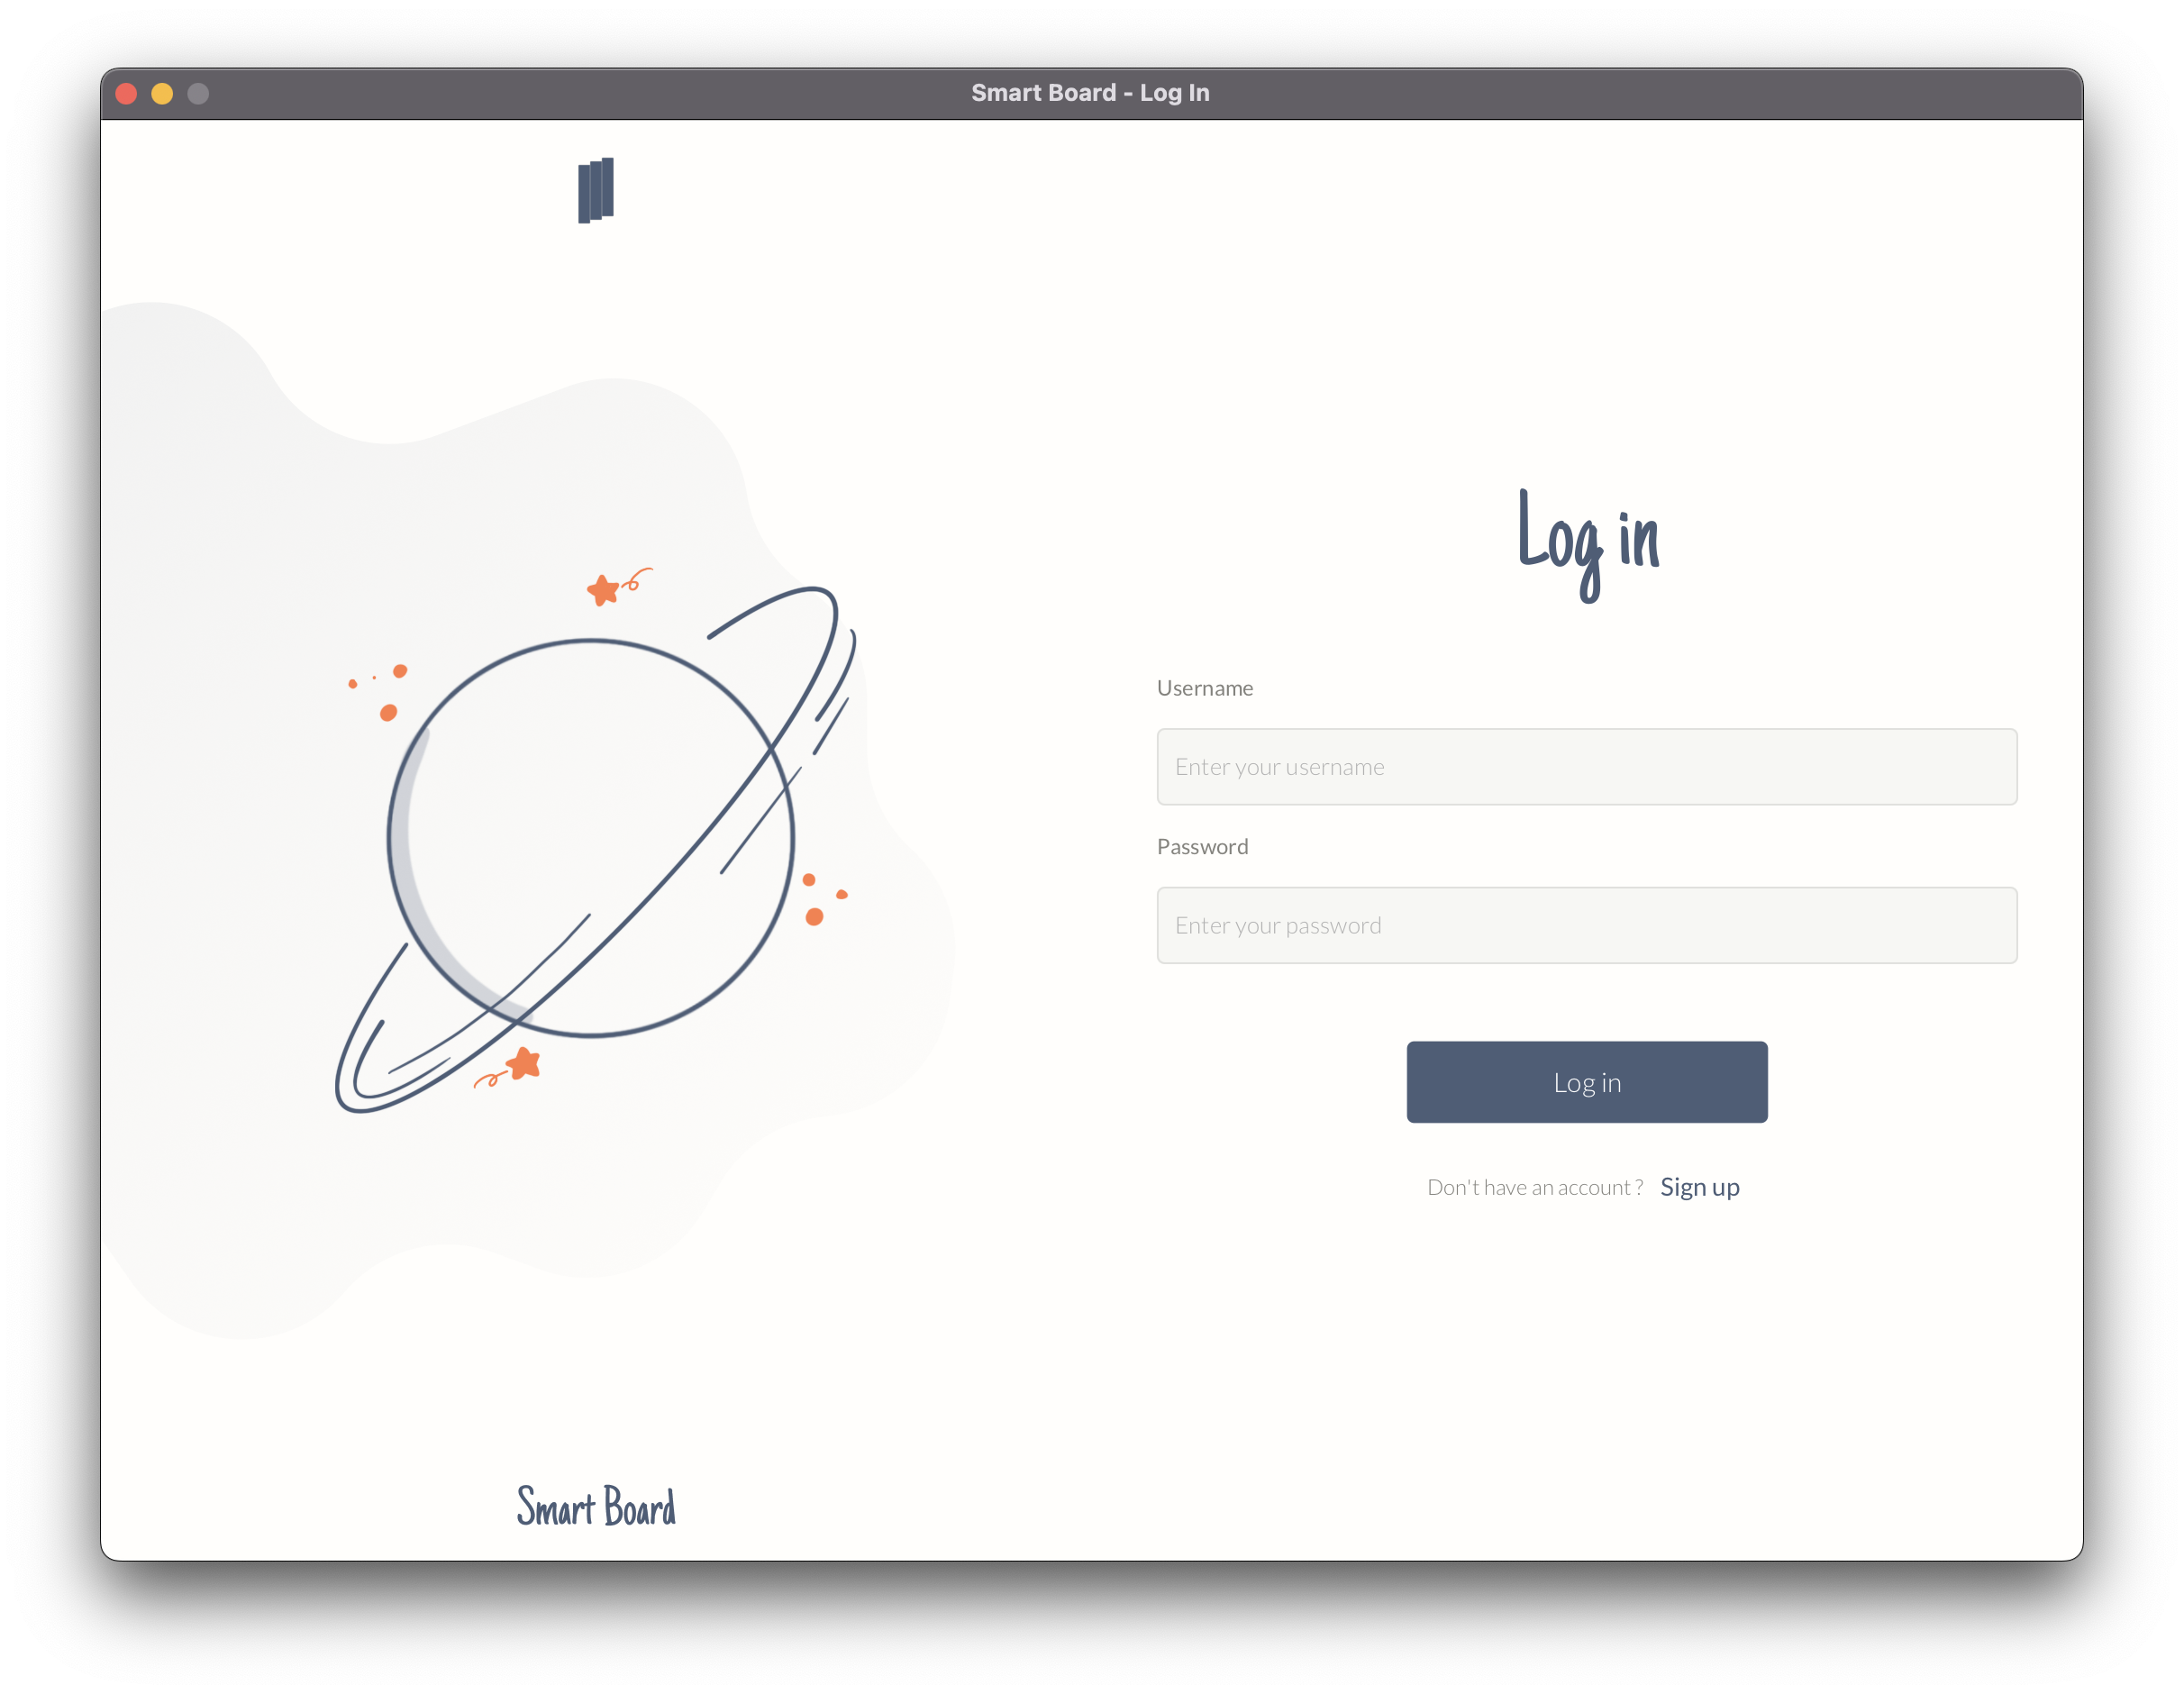 Smart Board - Log In
Log in
Username
Enter your username
Password
Enter your password
Log in
Don't have an account ? Sign up
Smart Board